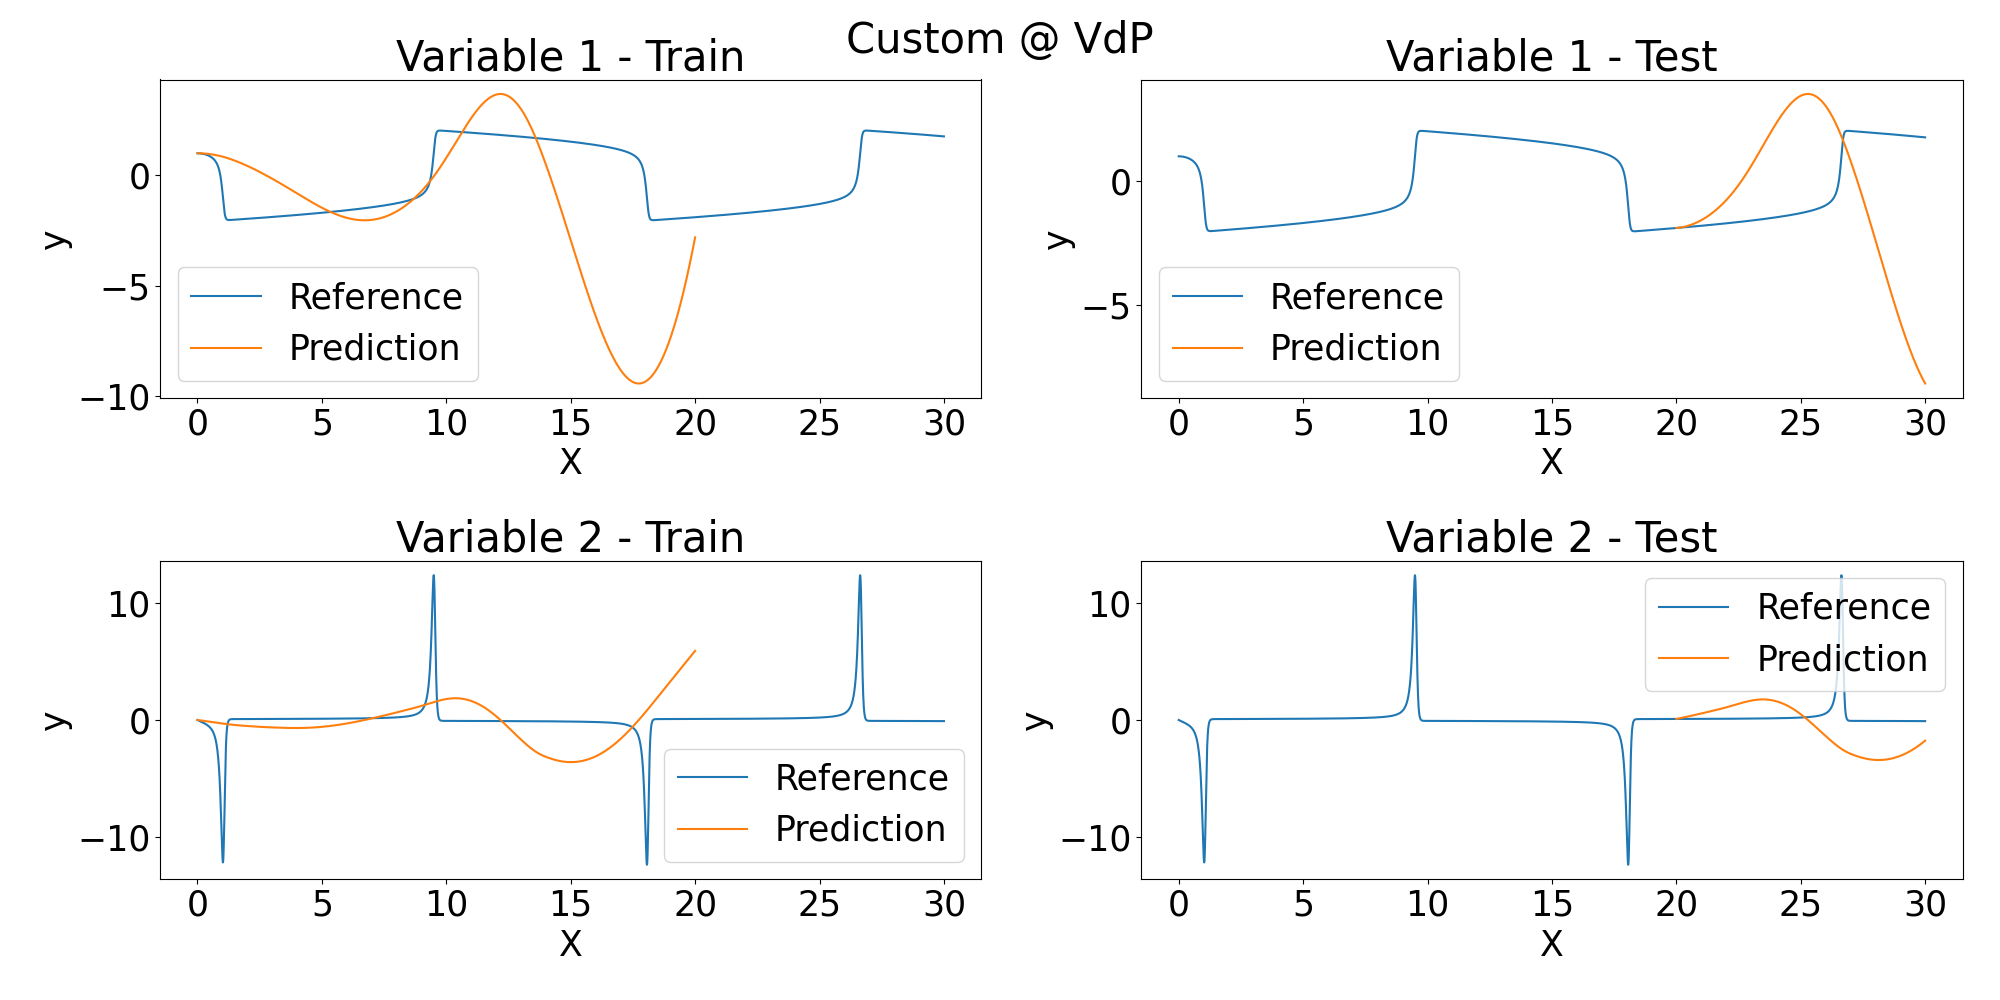 Custom @ VdP
Variable 1 - Train
0
−5
−10
y
Reference
Prediction
0 5 10 15 20 25 30
X
Variable 1 - Test
0
−5
y
Reference
Prediction
0 5 10 15 20 25 30
X
Variable 2 - Train
10
0
−10
y
Reference
Prediction
0 5 10 15 20 25 30
X
Variable 2 - Test
10
0
−10
y
Reference
Prediction
0 5 10 15 20 25 30
X